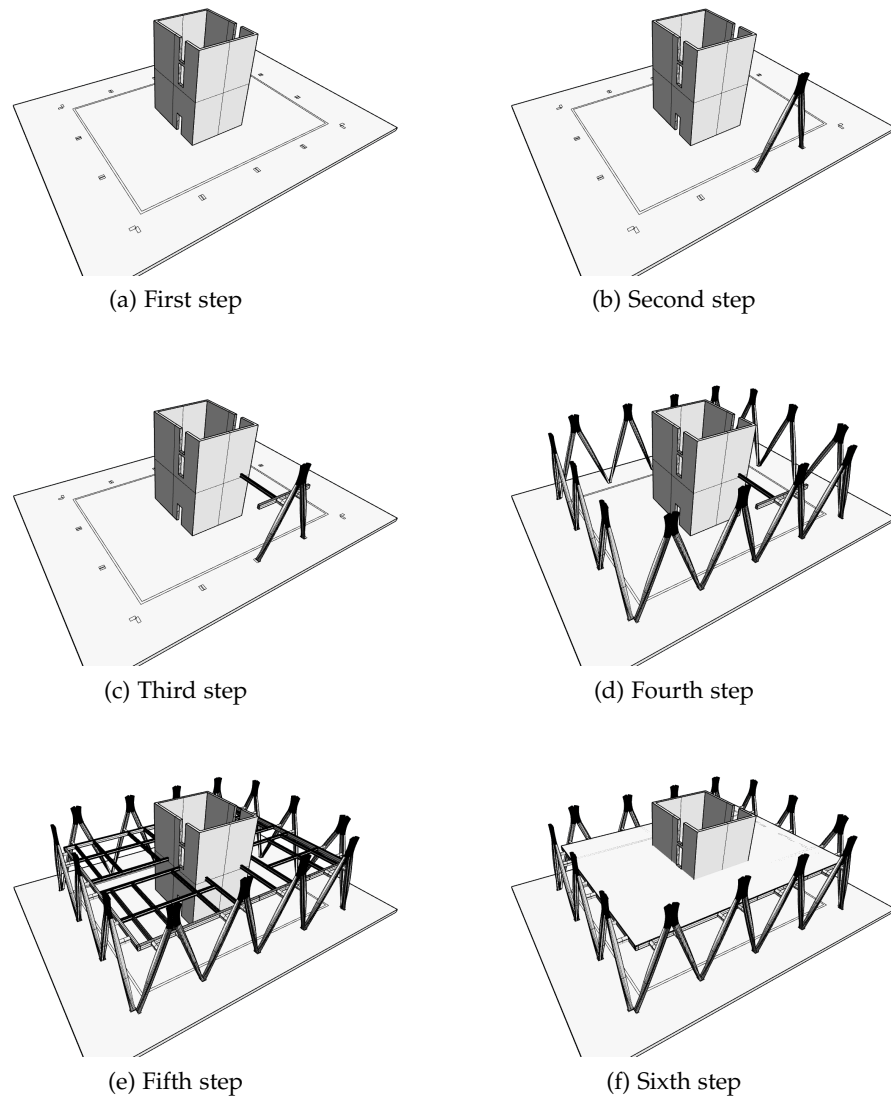 (a) First step
(b) Second step
(c) Third step
(d) Fourth step
(e) Fifth step
(f) Sixth step